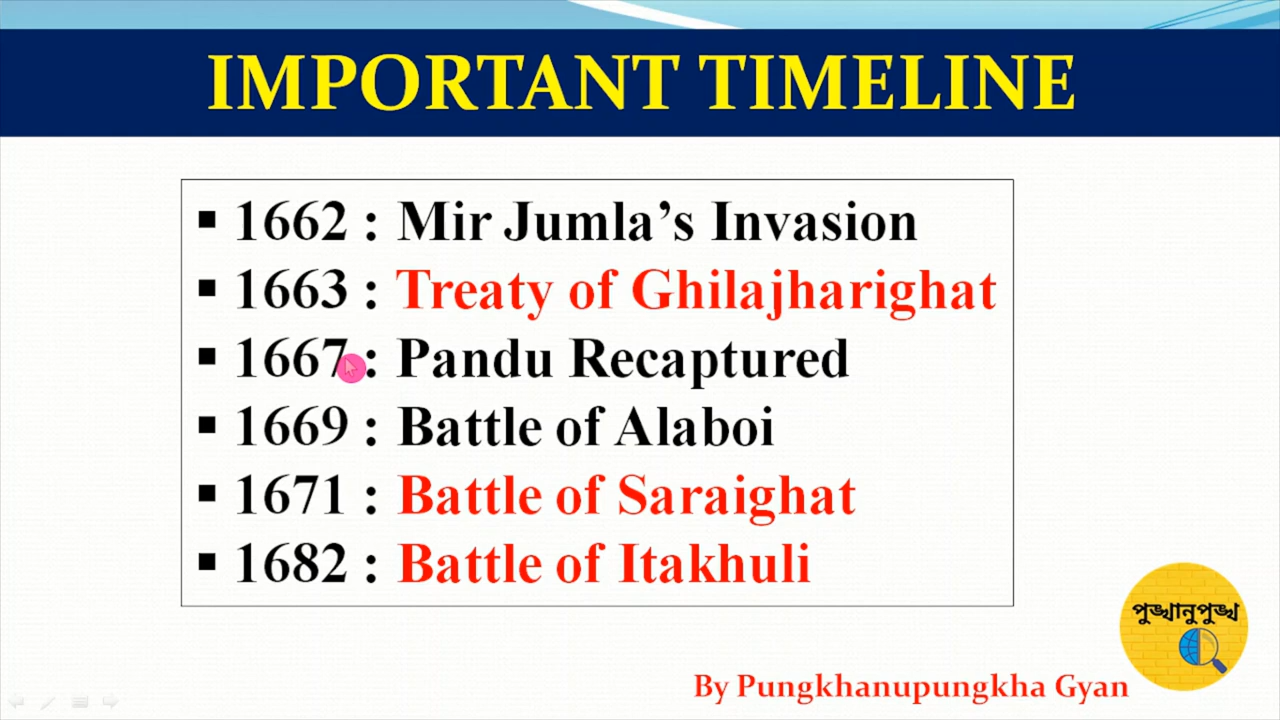 IMPORTANT TIMELINE
▪ 1662 : Mir Jumla’s Invasion
▪ 1663 : Treaty of Ghilajharighat
▪ 1667 : Pandu Recaptured
▪ 1669 : Battle of Alaboi
▪ 1671 : Battle of Saraighat
▪ 1682 : Battle of Itakhuli
পুঙ্খানুপুঙ্খ
By Pungkhanupungkha Gyan